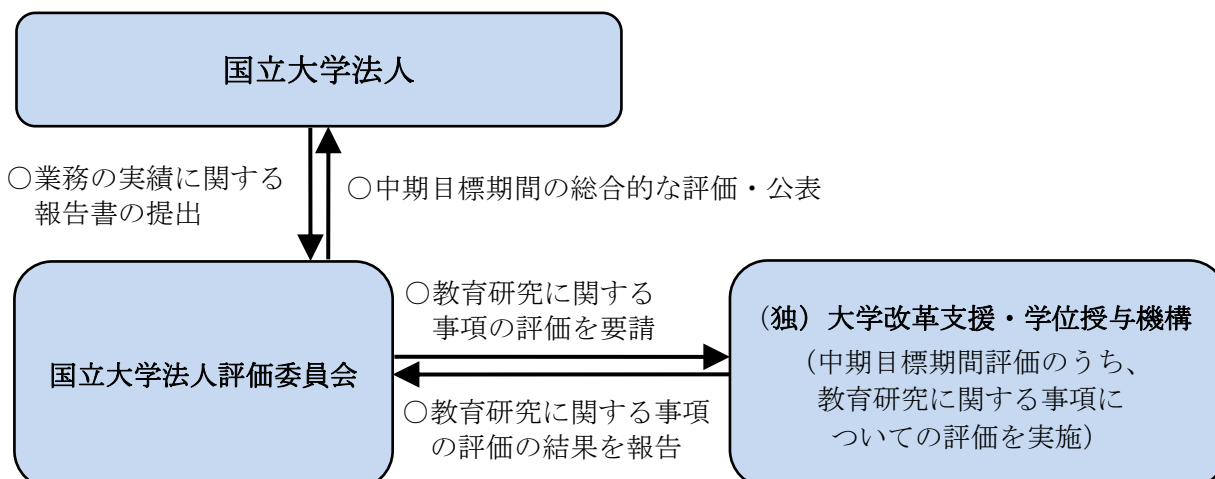 国立大学法人
○業務の実績に関する
報告書の提出
○中期目標期間の総合的な評価・公表
国立大学法人評価委員会
○教育研究に関する
事項の評価を要請
○教育研究に関する事項
の評価の結果を報告
（独）大学改革支援・学位授与機構
（中期目標期間評価のうち、
教育研究に関する事項に
ついての評価を実施）